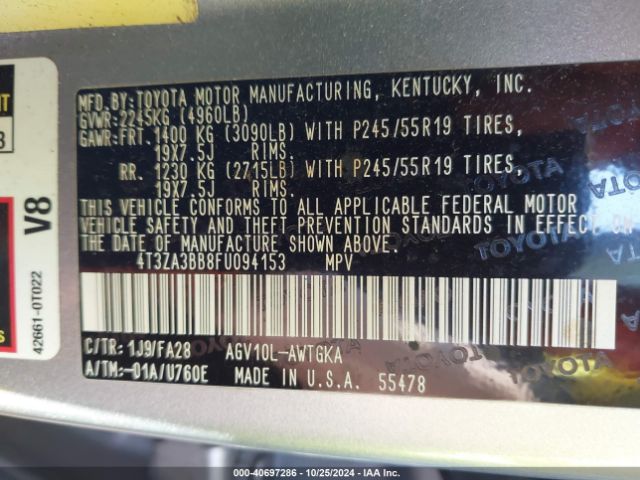 MFD.BY:TOYOTA MOTOR MANUFACTURING, KENTUCKY, INC.
GVWR:2245KG (4960LB)
GAWR:FRT. 1400 KG (3090LB) WITH P245/55R19 TIRES,
19X7.5J RIMS.
RR. 1230 KG (2715LB) WITH P245/55R19 TIRES,
19X7.5J RIMS.
THIS VEHICLE CONFORMS TO ALL APPLICABLE FEDERAL MOTOR
VEHICLE SAFETY AND THEFT PREVENTION STANDARDS IN EFFECT ON
THE DATE OF MANUFACTURE SHOWN ABOVE.
4T3ZA3BB8FU094153 MPV
C/TR: 1J9/FA28 AGV10L-AWTGKA
A/TM:-01A/U760E MADE IN U.S.A. 55478
V8
42661-0T022
TOYOTA
TOYOTA
TOYOTA
00-40697286 - 10/25/2024 - IAA Inc.